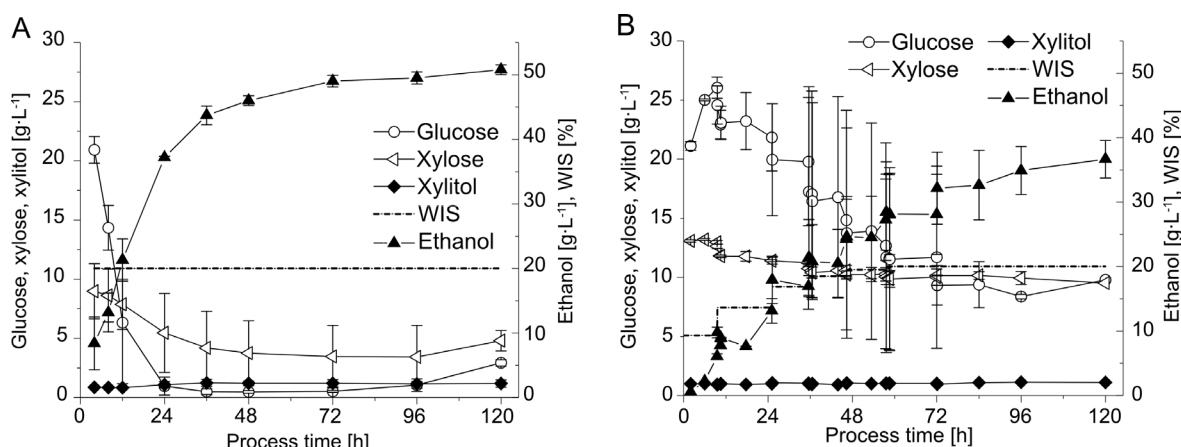 A
Glucose, xylose, xylitol [g·L⁻¹]
30
25
20
15
10
5
0
Glucose
Xylose
Xylitol
WIS
Ethanol
50
40
30
20
10
0
Ethanol [g·L⁻¹], WIS [%]
0 24 48 72 96 120
Process time [h]
B
Glucose, xylose, xylitol [g·L⁻¹]
30
25
20
15
10
5
0
Glucose Xylitol
Xylose WIS
Ethanol
50
40
30
20
10
0
Ethanol [g·L⁻¹], WIS [%]
0 24 48 72 96 120
Process time [h]